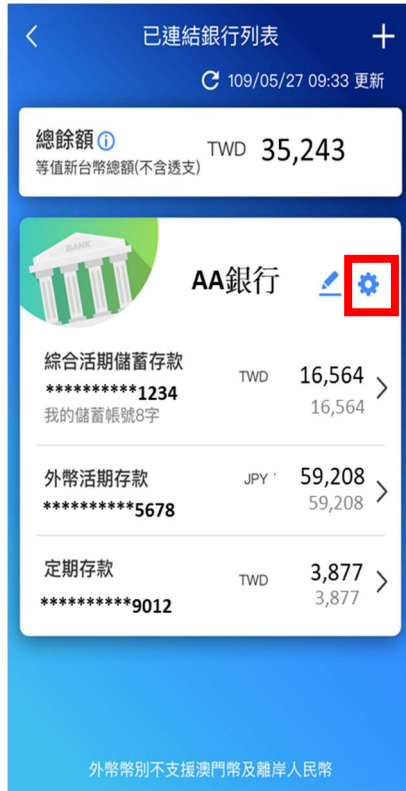 已連結銀行列表
109/05/27 09:33 更新
總餘額
TWD 35,243
等值新台幣總額(不含透支)
BANK
AA銀行
綜合活期儲蓄存款
TWD 16,564
**********1234
16,564
我的儲蓄帳號8字
外幣活期存款
JPY 59,208
**********5678
59,208
定期存款
TWD 3,877
**********9012
3,877
外幣幣別不支援澳門幣及離岸人民幣